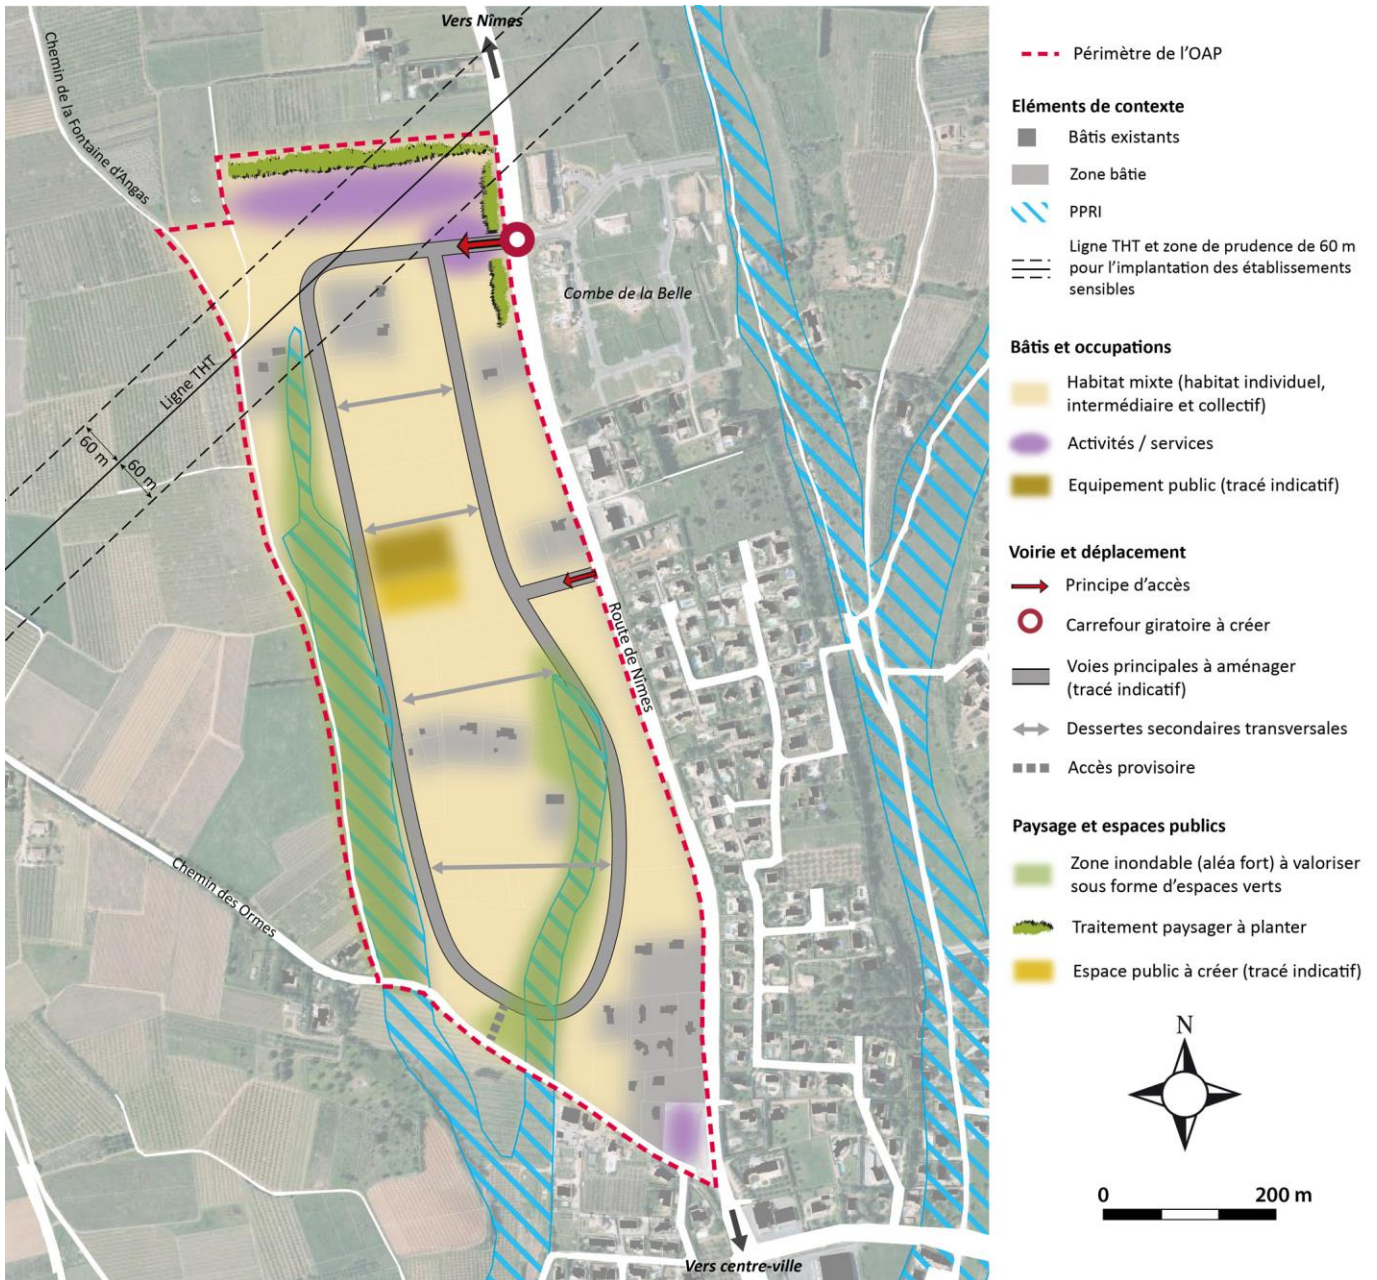 Vers Nîmes
Chemin de la Fontaine d'Angas
Combe de la Belle
Ligne THT
60 m
60 m
Route de Nîmes
Chemin des Ormes
Vers centre-ville
Périmètre de l'OAP
Eléments de contexte
Bâtis existants
Zone bâtie
PPRI
Ligne THT et zone de prudence de 60 m
pour l'implantation des établissements
sensibles
Bâtis et occupations
Habitat mixte (habitat individuel,
intermédiaire et collectif)
Activités / services
Equipement public (tracé indicatif)
Voirie et déplacement
Principe d'accès
Carrefour giratoire à créer
Voies principales à aménager
(tracé indicatif)
Dessertes secondaires transversales
Accès provisoire
Paysage et espaces publics
Zone inondable (aléa fort) à valoriser
sous forme d'espaces verts
Traitement paysager à planter
Espace public à créer (tracé indicatif)
N
0 200 m